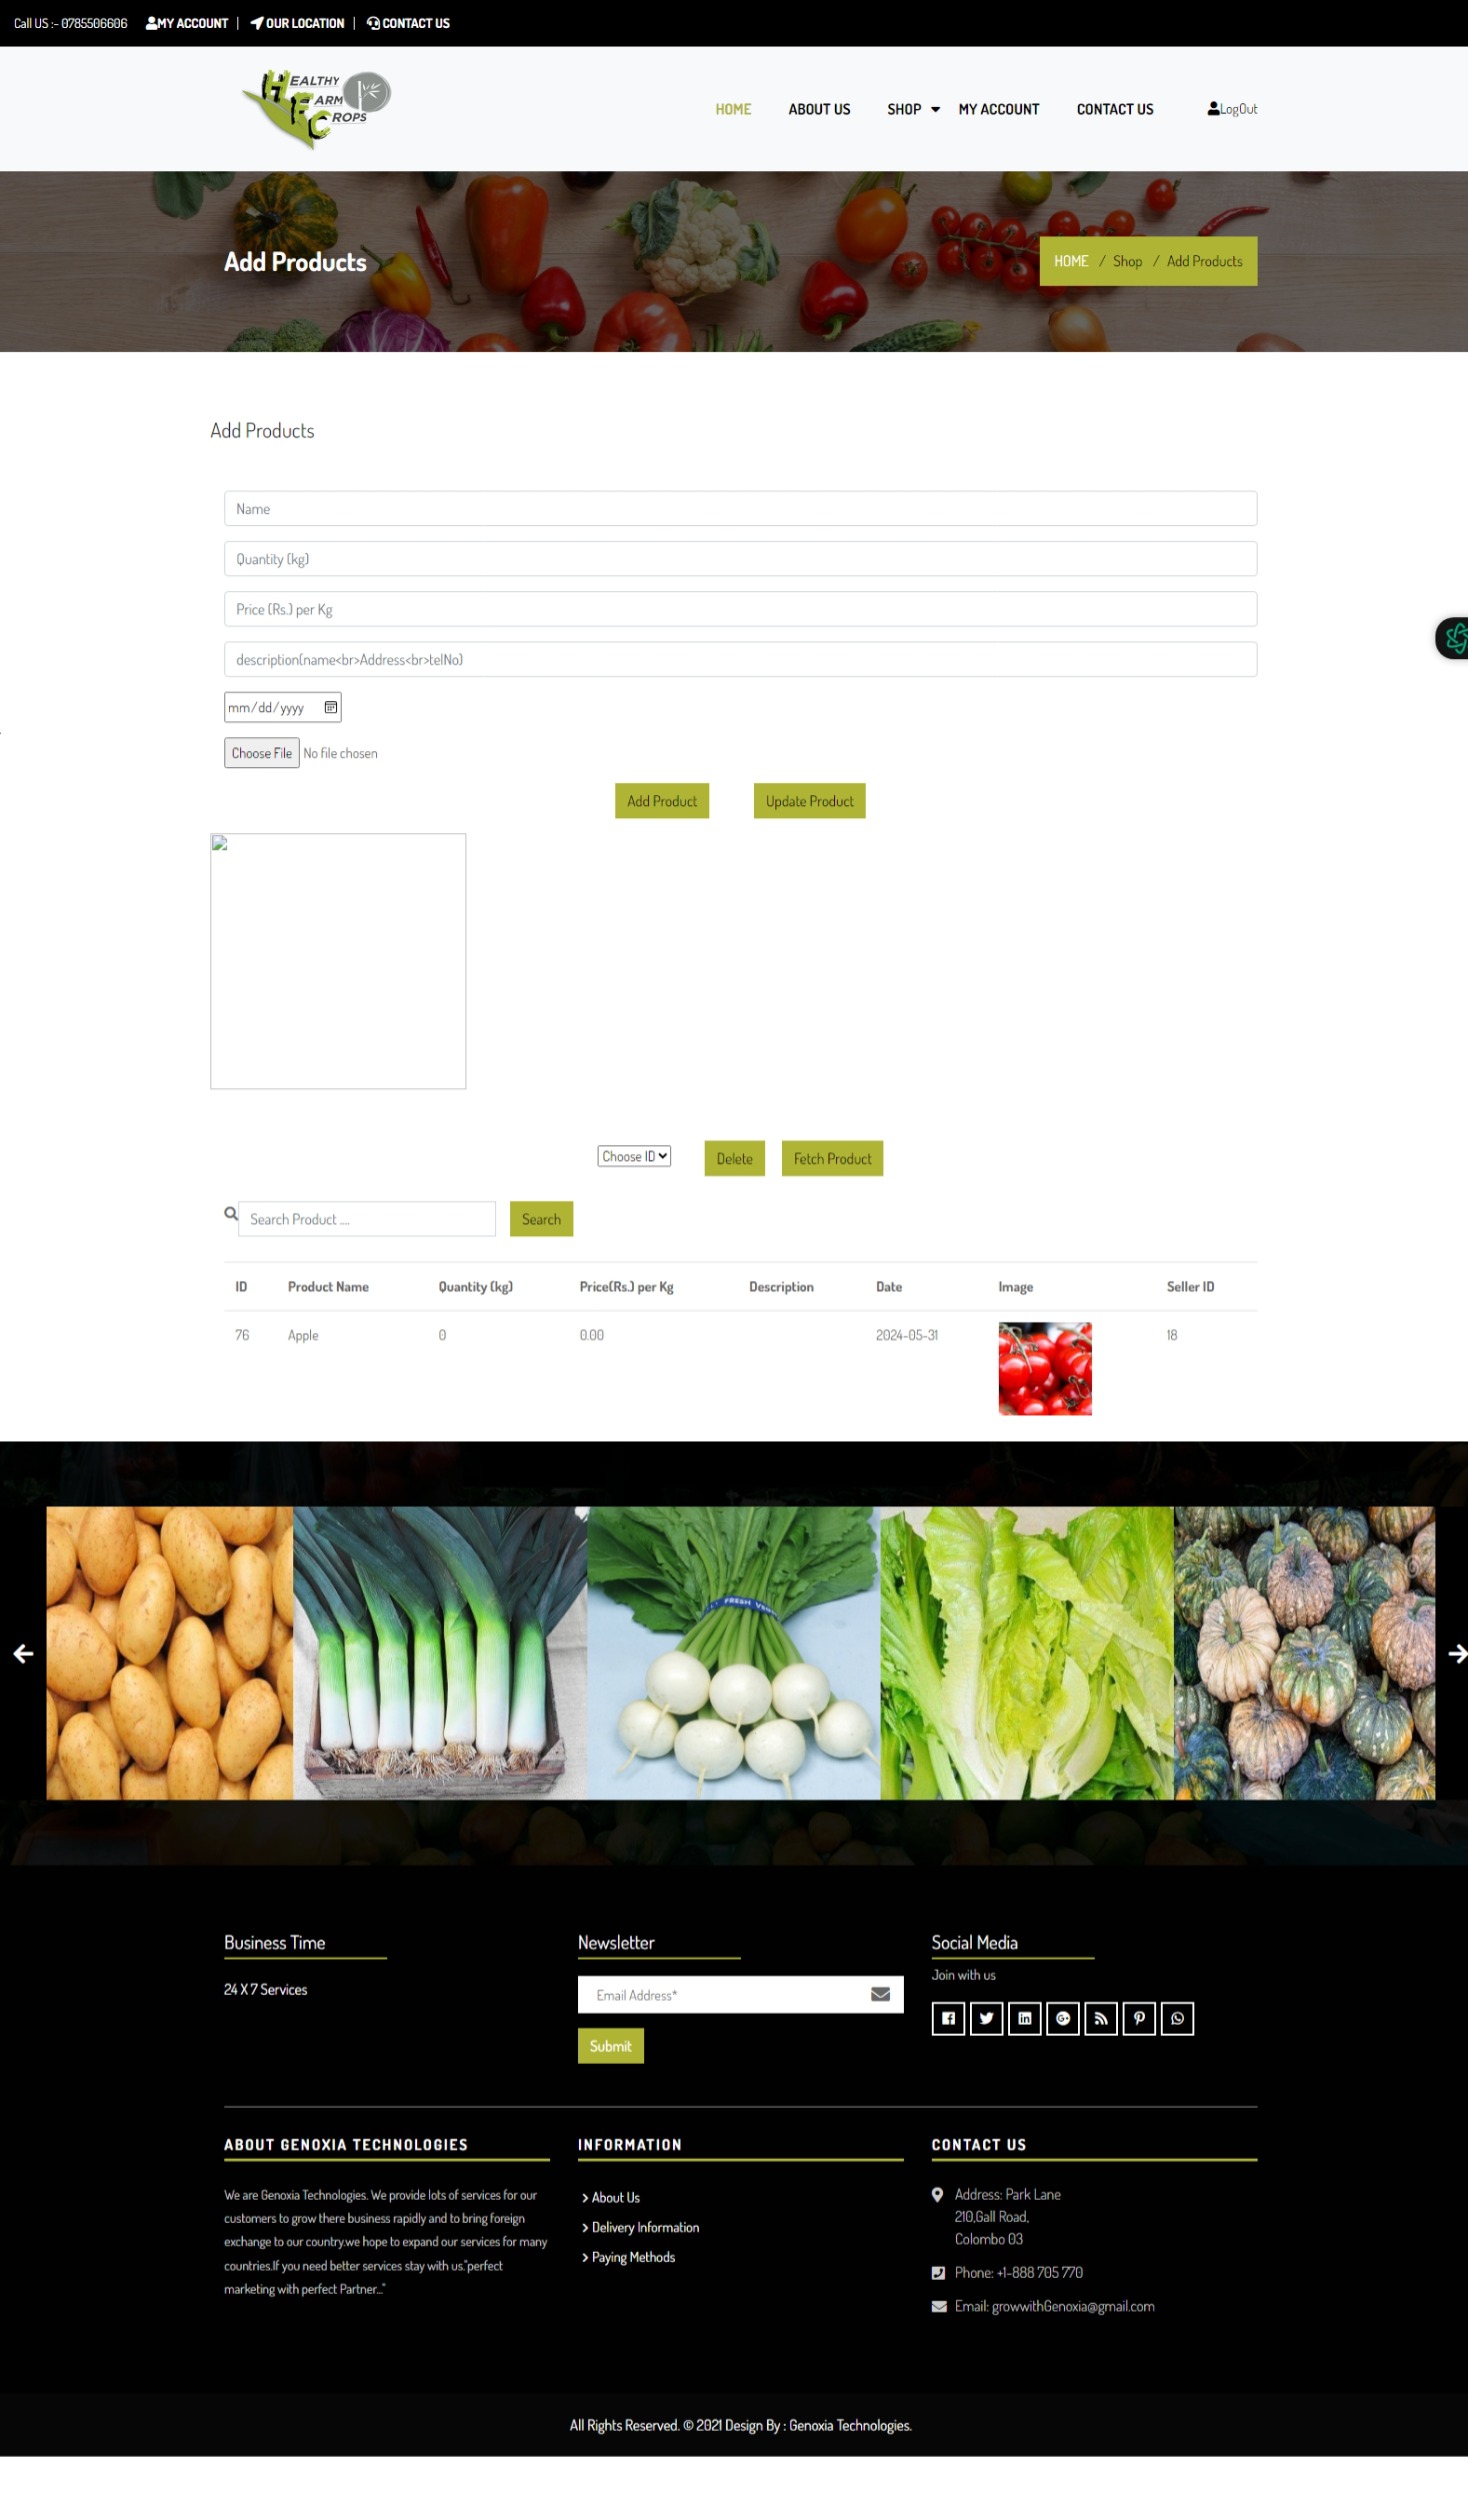 Call US :- 0785506606 MY ACCOUNT | OUR LOCATION | CONTACT US
HEALTHY
FARM
CROPS
HOME ABOUT US SHOP MY ACCOUNT CONTACT US LogOut
Add Products
HOME / Shop / Add Products
Add Products
Name
Quantity (kg)
Price (Rs.) per Kg
description(name<br>Address<br>telNo)
mm/dd/yyyy
Choose File No file chosen
Add Product Update Product
Choose ID Delete Fetch Product
Search Product .... Search
ID Product Name Quantity (kg) Price(Rs.) per Kg Description Date Image Seller ID
76 Apple 0 0.00 2024-05-31 18
Business Time
24 X 7 Services
Newsletter
Email Address*
Submit
Social Media
Join with us
ABOUT GENOXIA TECHNOLOGIES
We are Genoxia Technologies. We provide lots of services for our
customers to grow there business rapidly and to bring foreign
exchange to our country.we hope to expand our services for many
countries.If you need better services stay with us."perfect
marketing with perfect Partner..."
INFORMATION
About Us
Delivery Information
Paying Methods
CONTACT US
Address: Park Lane
210,Gall Road,
Colombo 03
Phone: +1-888 705 770
Email: growwithGenoxia@gmail.com
All Rights Reserved. © 2021 Design By : Genoxia Technologies.